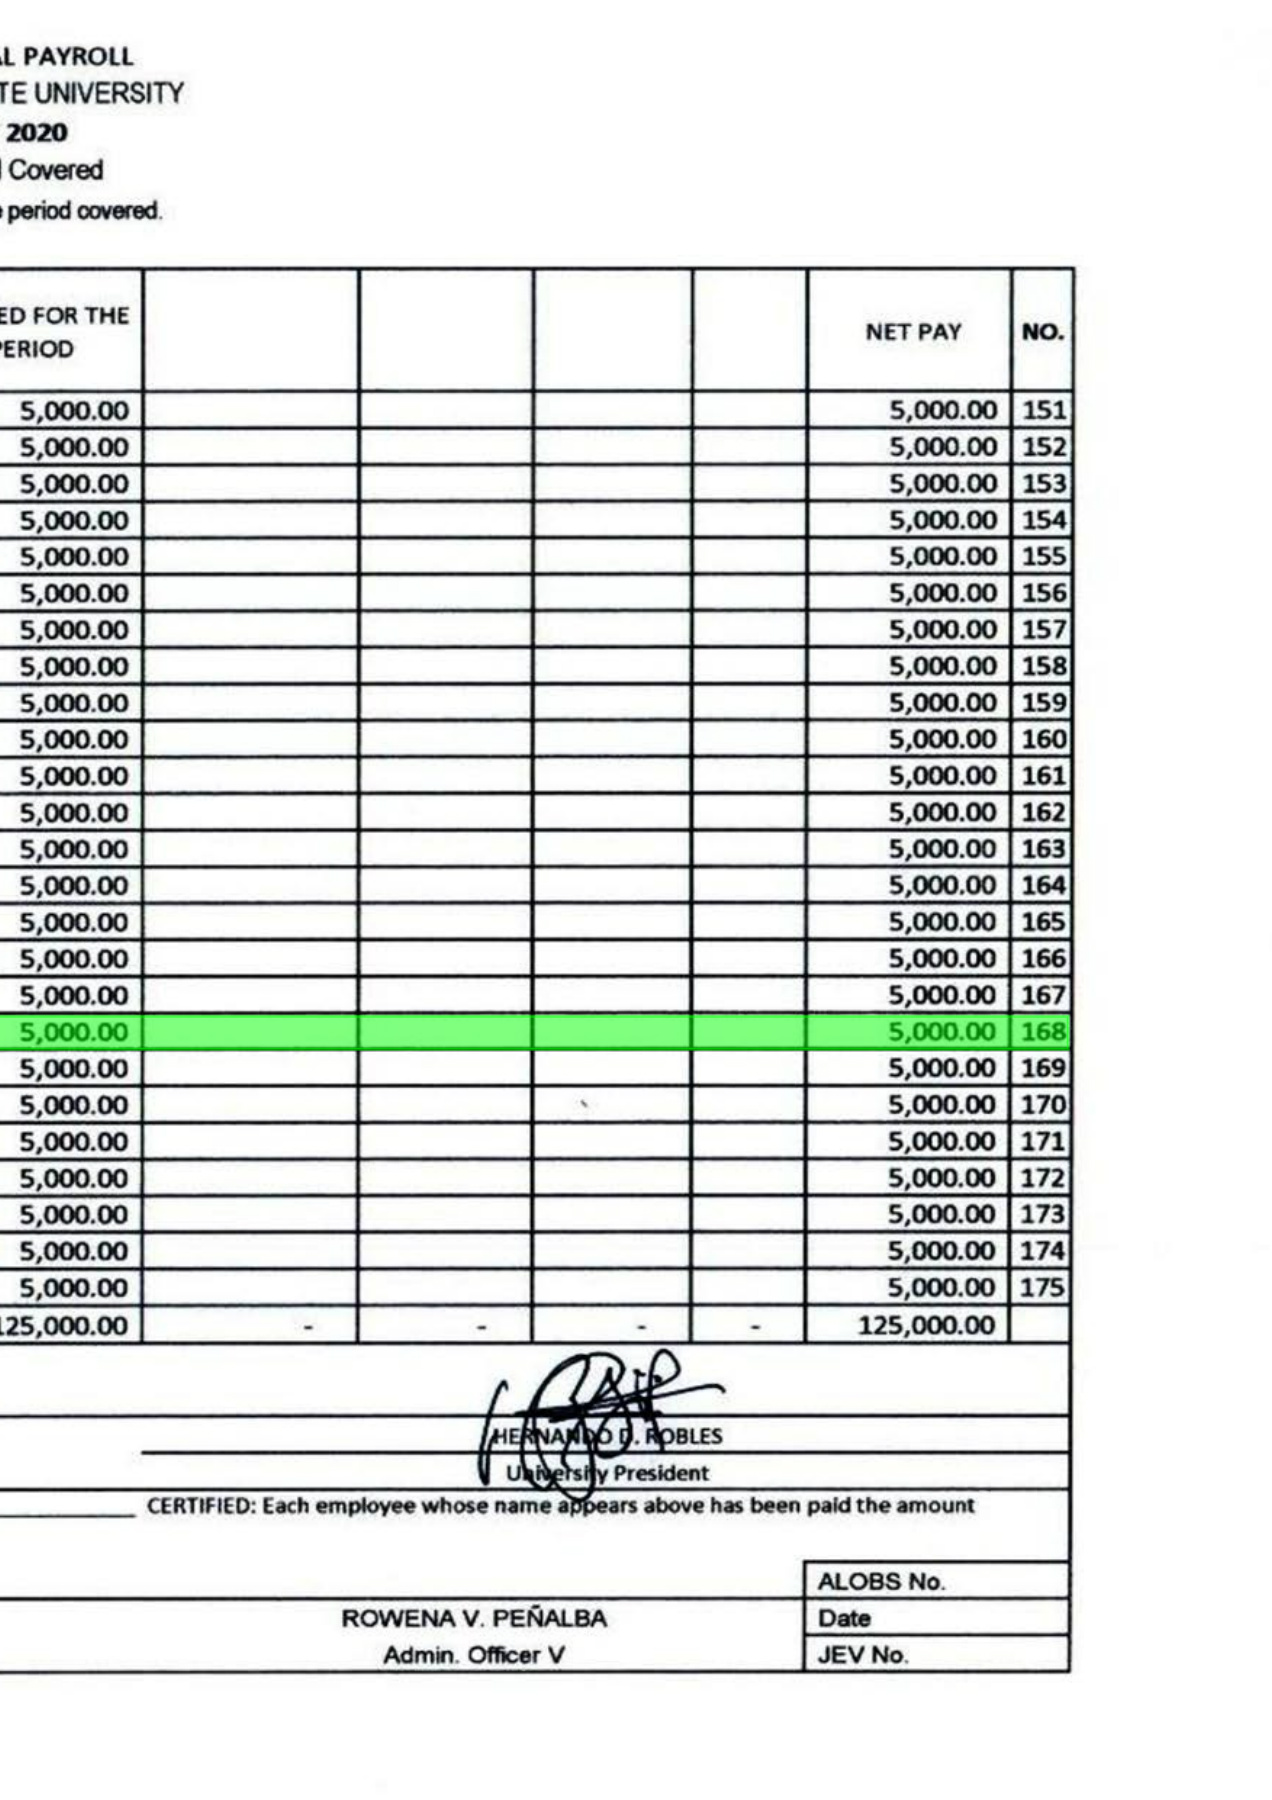 AL PAYROLL
TE UNIVERSITY
2020
Covered
period covered.
ED FOR THE
PERIOD
NET PAY NO.
5,000.00 5,000.00 151
5,000.00 5,000.00 152
5,000.00 5,000.00 153
5,000.00 5,000.00 154
5,000.00 5,000.00 155
5,000.00 5,000.00 156
5,000.00 5,000.00 157
5,000.00 5,000.00 158
5,000.00 5,000.00 159
5,000.00 5,000.00 160
5,000.00 5,000.00 161
5,000.00 5,000.00 162
5,000.00 5,000.00 163
5,000.00 5,000.00 164
5,000.00 5,000.00 165
5,000.00 5,000.00 166
5,000.00 5,000.00 167
5,000.00 5,000.00 168
5,000.00 5,000.00 169
5,000.00 5,000.00 170
5,000.00 5,000.00 171
5,000.00 5,000.00 172
5,000.00 5,000.00 173
5,000.00 5,000.00 174
5,000.00 5,000.00 175
125,000.00 - - - - 125,000.00
HERNANDO D. ROBLES
University President
CERTIFIED: Each employee whose name appears above has been paid the amount
ALOBS No.
ROWENA V. PEÑALBA Date
Admin. Officer V JEV No.